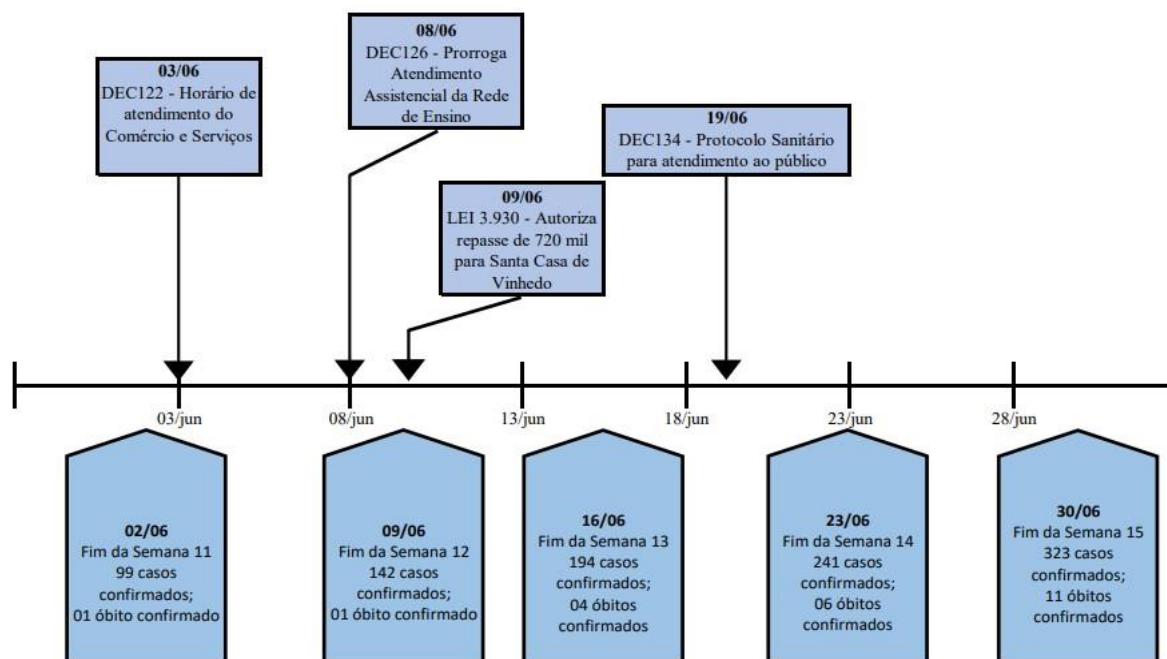 03/06
DEC122 - Horário de
atendimento do
Comércio e Serviços
08/06
DEC126 - Prorroga
Atendimento
Assistencial da Rede
de Ensino
09/06
LEI 3.930 - Autoriza
repasse de 720 mil
para Santa Casa de
Vinhedo
19/06
DEC134 - Protocolo Sanitário
para atendimento ao público
03/jun
08/jun
13/jun
18/jun
23/jun
28/jun
02/06
Fim da Semana 11
99 casos
confirmados;
01 óbito confirmado
09/06
Fim da Semana 12
142 casos
confirmados;
01 óbito confirmado
16/06
Fim da Semana 13
194 casos
confirmados;
04 óbitos
confirmados
23/06
Fim da Semana 14
241 casos
confirmados;
06 óbitos
confirmados
30/06
Fim da Semana 15
323 casos
confirmados;
11 óbitos
confirmados